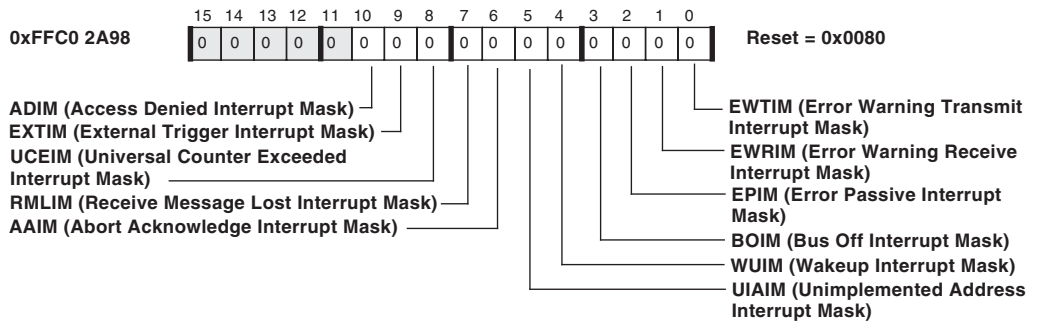 15 14 13 12 11 10 9 8 7 6 5 4 3 2 1 0
0xFFC0 2A98
0 0 0 0 0 0 0 0 0 0 0 0 0 0 0 0
Reset = 0x0080
ADIM (Access Denied Interrupt Mask)
EXTIM (External Trigger Interrupt Mask)
UCEIM (Universal Counter Exceeded
Interrupt Mask)
RMLIM (Receive Message Lost Interrupt Mask)
AAIM (Abort Acknowledge Interrupt Mask)
EWTIM (Error Warning Transmit
Interrupt Mask)
EWRIM (Error Warning Receive
Interrupt Mask)
EPIM (Error Passive Interrupt
Mask)
BOIM (Bus Off Interrupt Mask)
WUIM (Wakeup Interrupt Mask)
UIAIM (Unimplemented Address
Interrupt Mask)